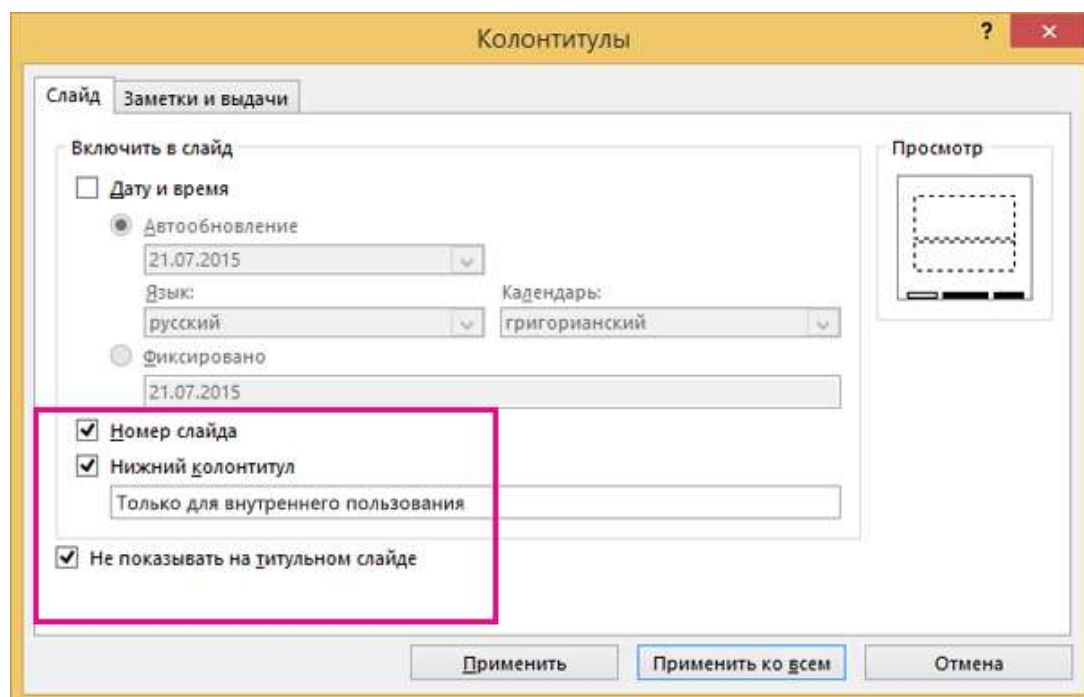 Колонтитулы
?
Слайд Заметки и выдачи
Включить в слайд
Просмотр
Дату и время
Автообновление
21.07.2015
Язык: Календарь:
русский григорианский
Фиксировано
21.07.2015
Номер слайда
Нижний колонтитул
Только для внутреннего пользования
Не показывать на титульном слайде
Применить Применить ко всем Отмена